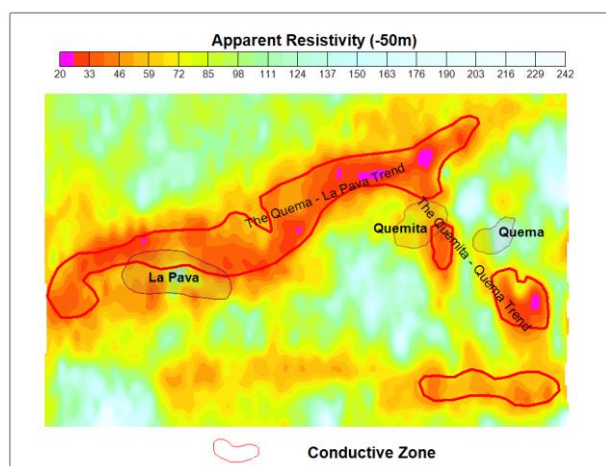 Apparent Resistivity (-50m)
20 33 46 59 72 85 98 111 124 137 150 163 176 190 203 216 229 242
The Quema - La Pava Trend
The Quemita - Quema Trend
Quemita
Quema
La Pava
Conductive Zone